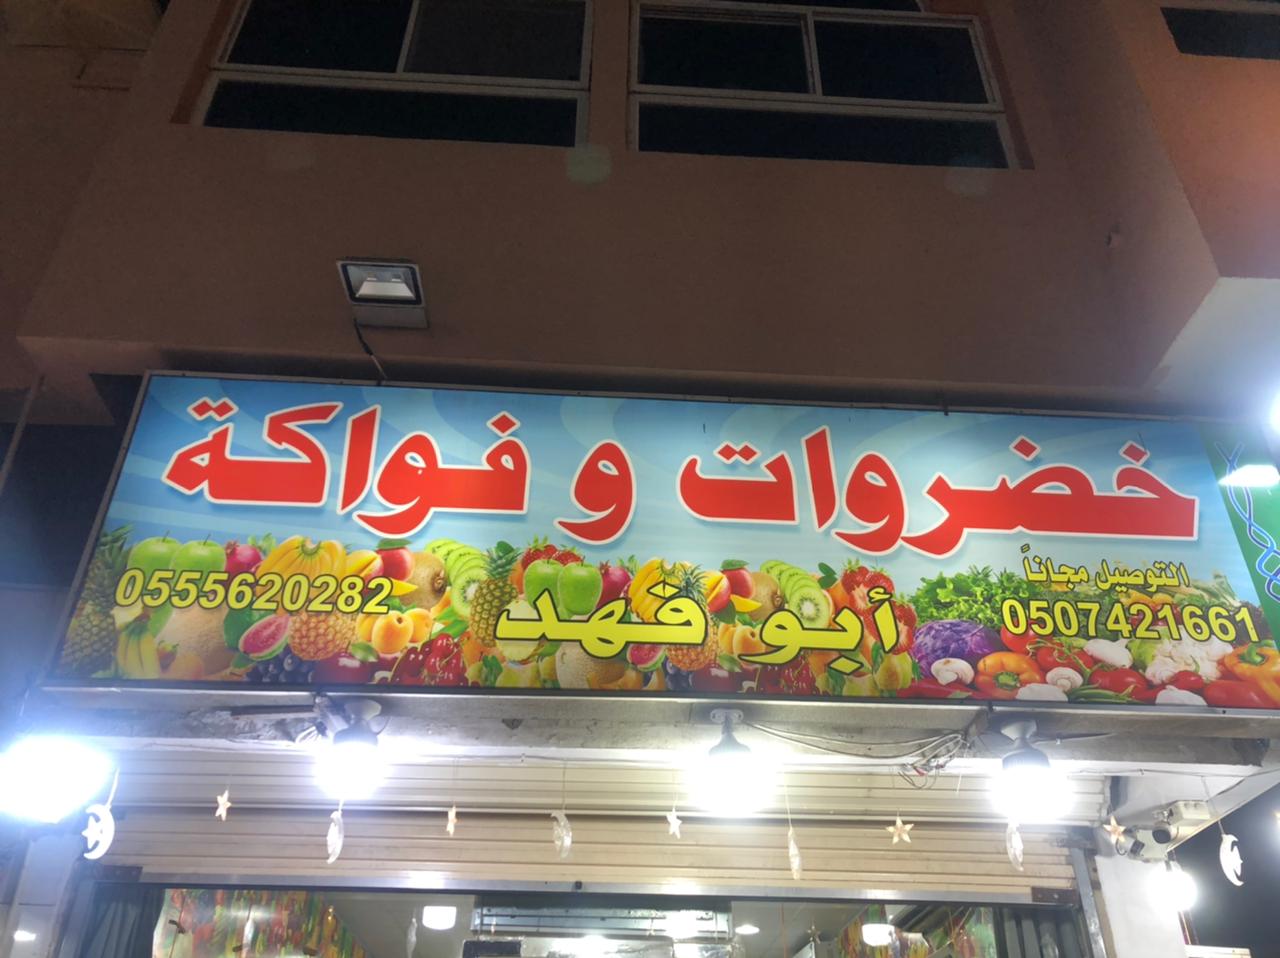 خضروات و فواكة
التوصيل مجاناً
0507421661
أبو فهد
0555620282